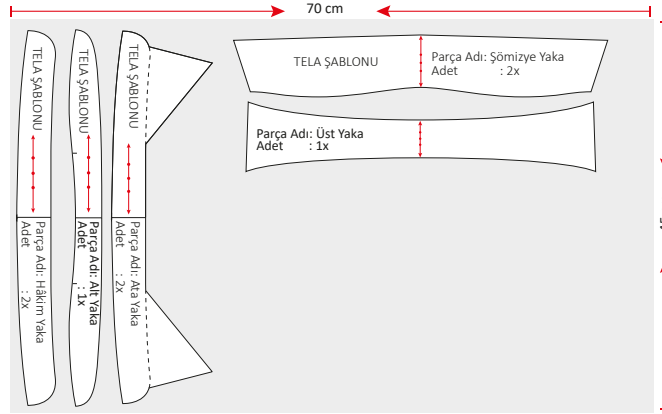 70 cm
TELA ŞABLONU
Parça Adı: Hâkim Yaka
Adet : 2x
TELA ŞABLONU
Parça Adı: Alt Yaka
Adet : 1x
TELA ŞABLONU
Parça Adı: Ata Yaka
Adet : 2x
TELA ŞABLONU
Parça Adı: Şömizye Yaka
Adet : 2x
Parça Adı: Üst Yaka
Adet : 1x